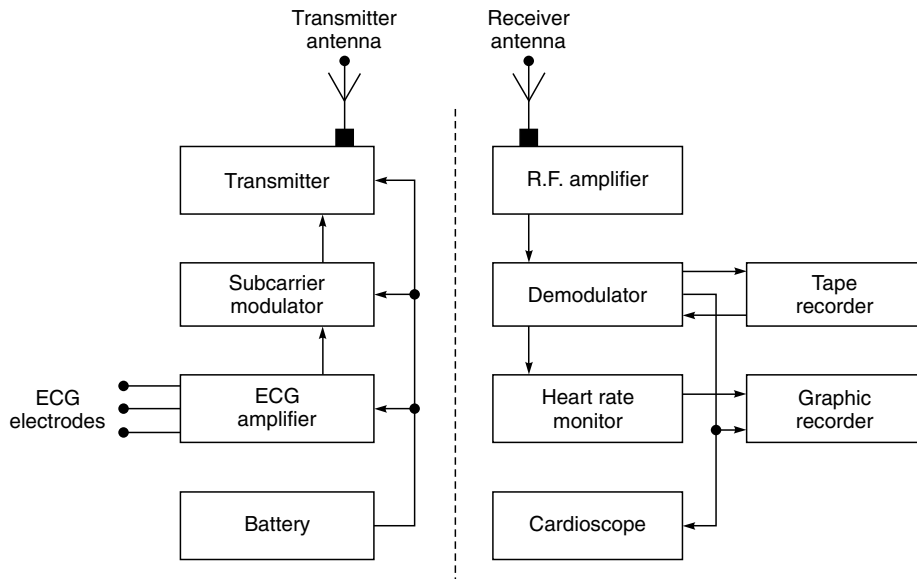 Transmitter
antenna
Receiver
antenna
Transmitter
R.F. amplifier
Subcarrier
modulator
Demodulator
Tape
recorder
ECG
electrodes
ECG
amplifier
Heart rate
monitor
Graphic
recorder
Battery
Cardioscope